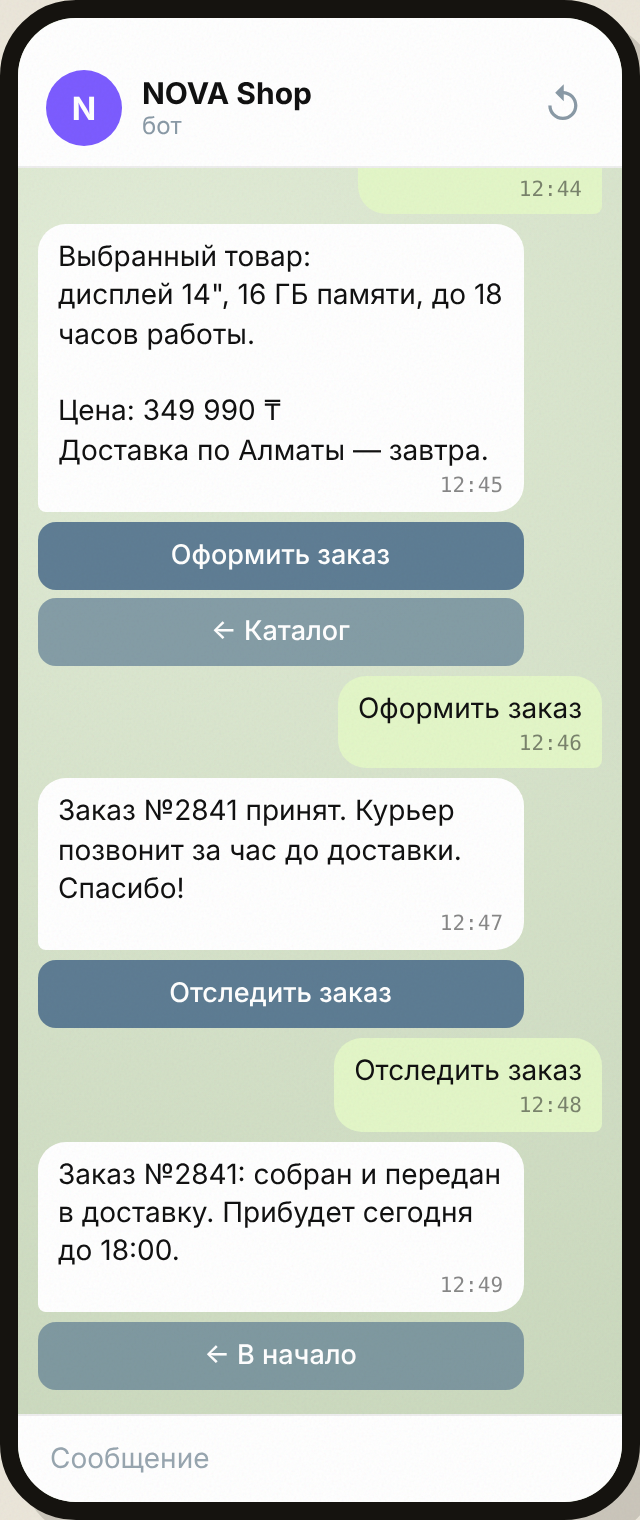 N
NOVA Shop
бот
12:44
Выбранный товар:
дисплей 14", 16 ГБ памяти, до 18
часов работы.
Цена: 349 990 ₸
Доставка по Алматы — завтра.
12:45
Оформить заказ
← Каталог
Оформить заказ
12:46
Заказ №2841 принят. Курьер
позвонит за час до доставки.
Спасибо!
12:47
Отследить заказ
Отследить заказ
12:48
Заказ №2841: собран и передан
в доставку. Прибудет сегодня
до 18:00.
12:49
← В начало
Сообщение